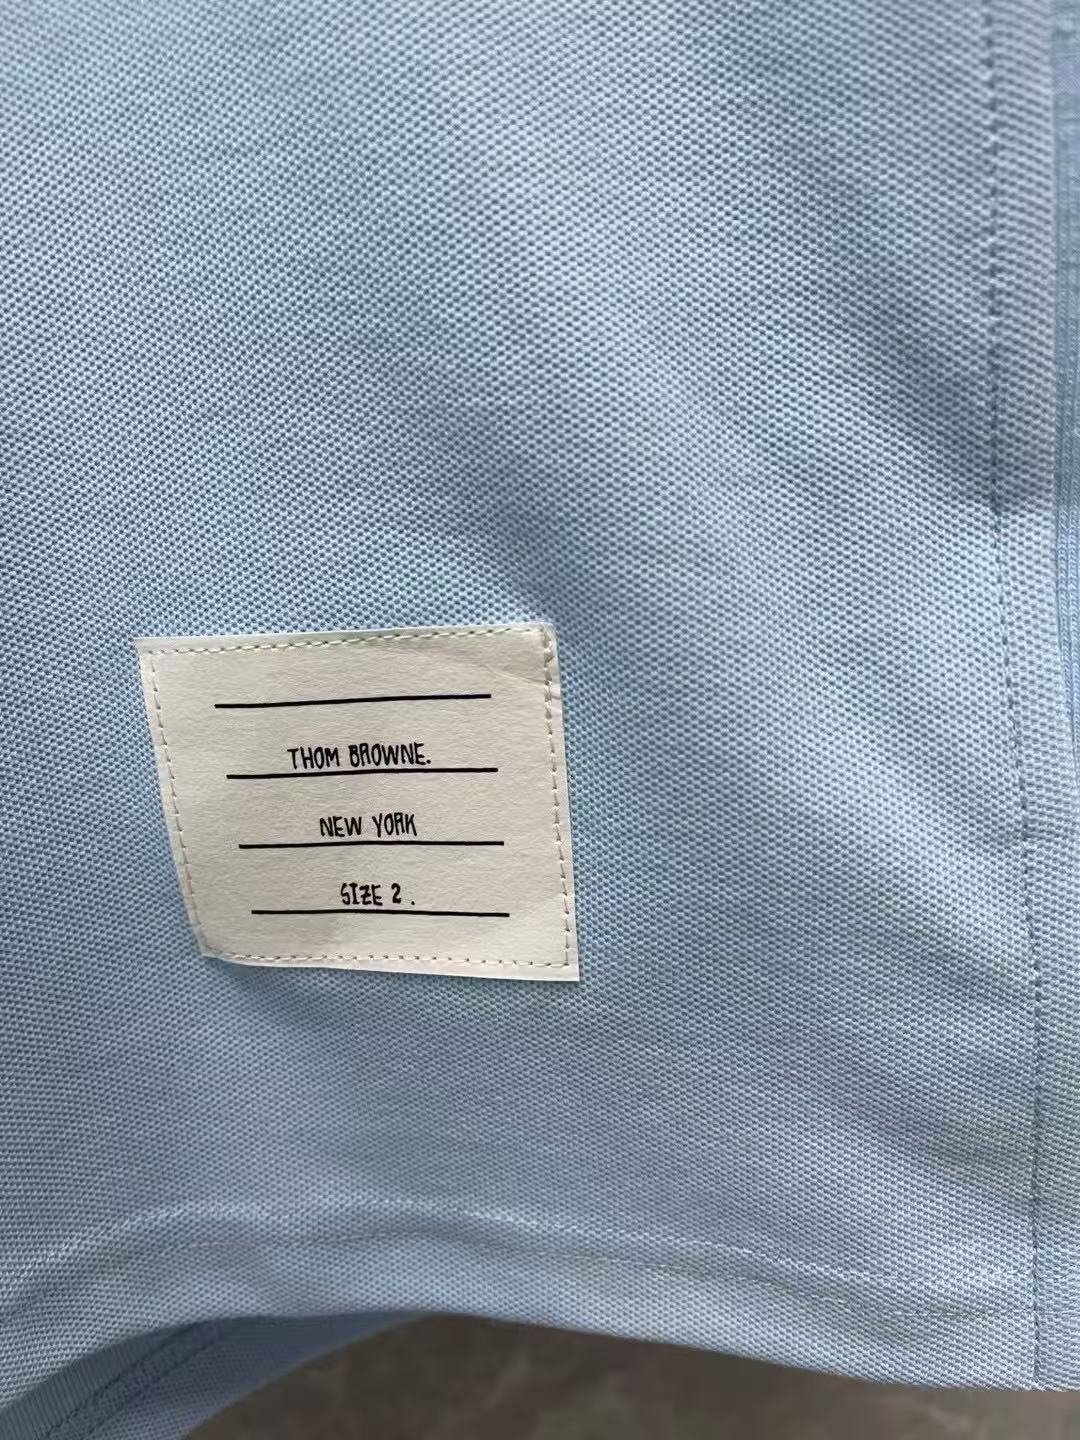 THOM BROWNE.
NEW YORK
SIZE 2 .